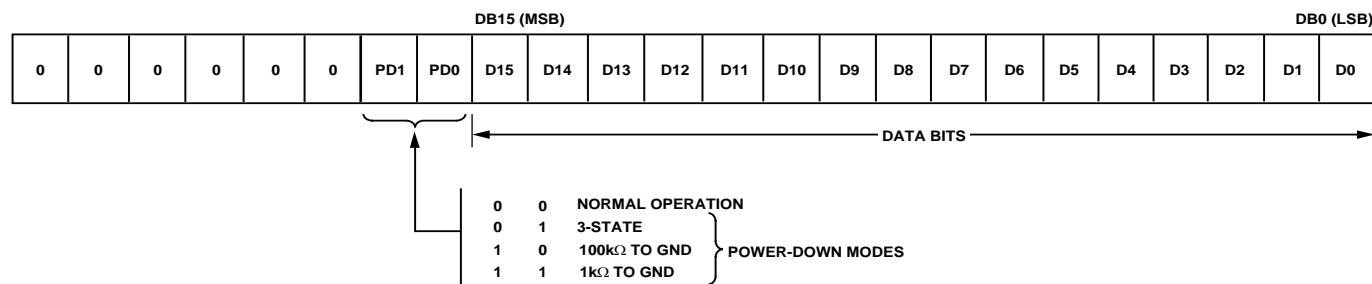 DB15 (MSB) DB0 (LSB)
0 0 0 0 0 0 PD1 PD0 D15 D14 D13 D12 D11 D10 D9 D8 D7 D6 D5 D4 D3 D2 D1 D0
DATA BITS
0 0 NORMAL OPERATION
0 1 3-STATE
1 0 100kΩ TO GND
POWER-DOWN MODES
1 1 1kΩ TO GND